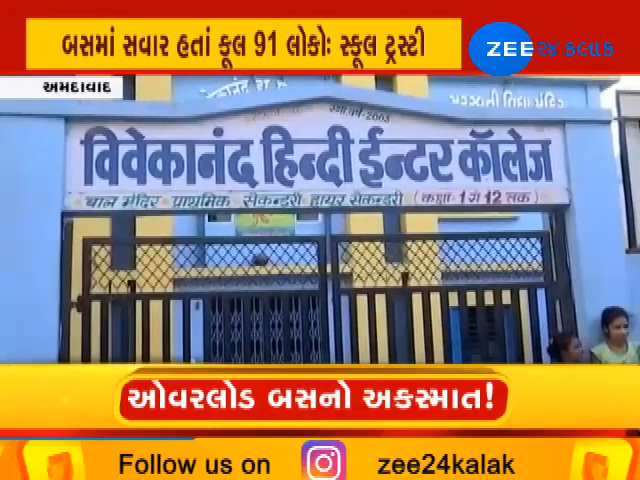 બસમાં સવાર હતાં કૂલ 91 લોકોઃ સ્કૂલ ટ્રસ્ટી
ZEE ૨૪ કલાક
અમદાવાદ
સ્થા.વર્ષ-2003
विवेकानंद हिन्दी ईन्टर कॉलेज
बाल मंदिर प्राथमिक सेकन्डरी हायर सेकन्डरी (कक्षा-1 से 12 तक)
ઓવરલોડ બસનો અકસ્માત!
Follow us on zee24kalak